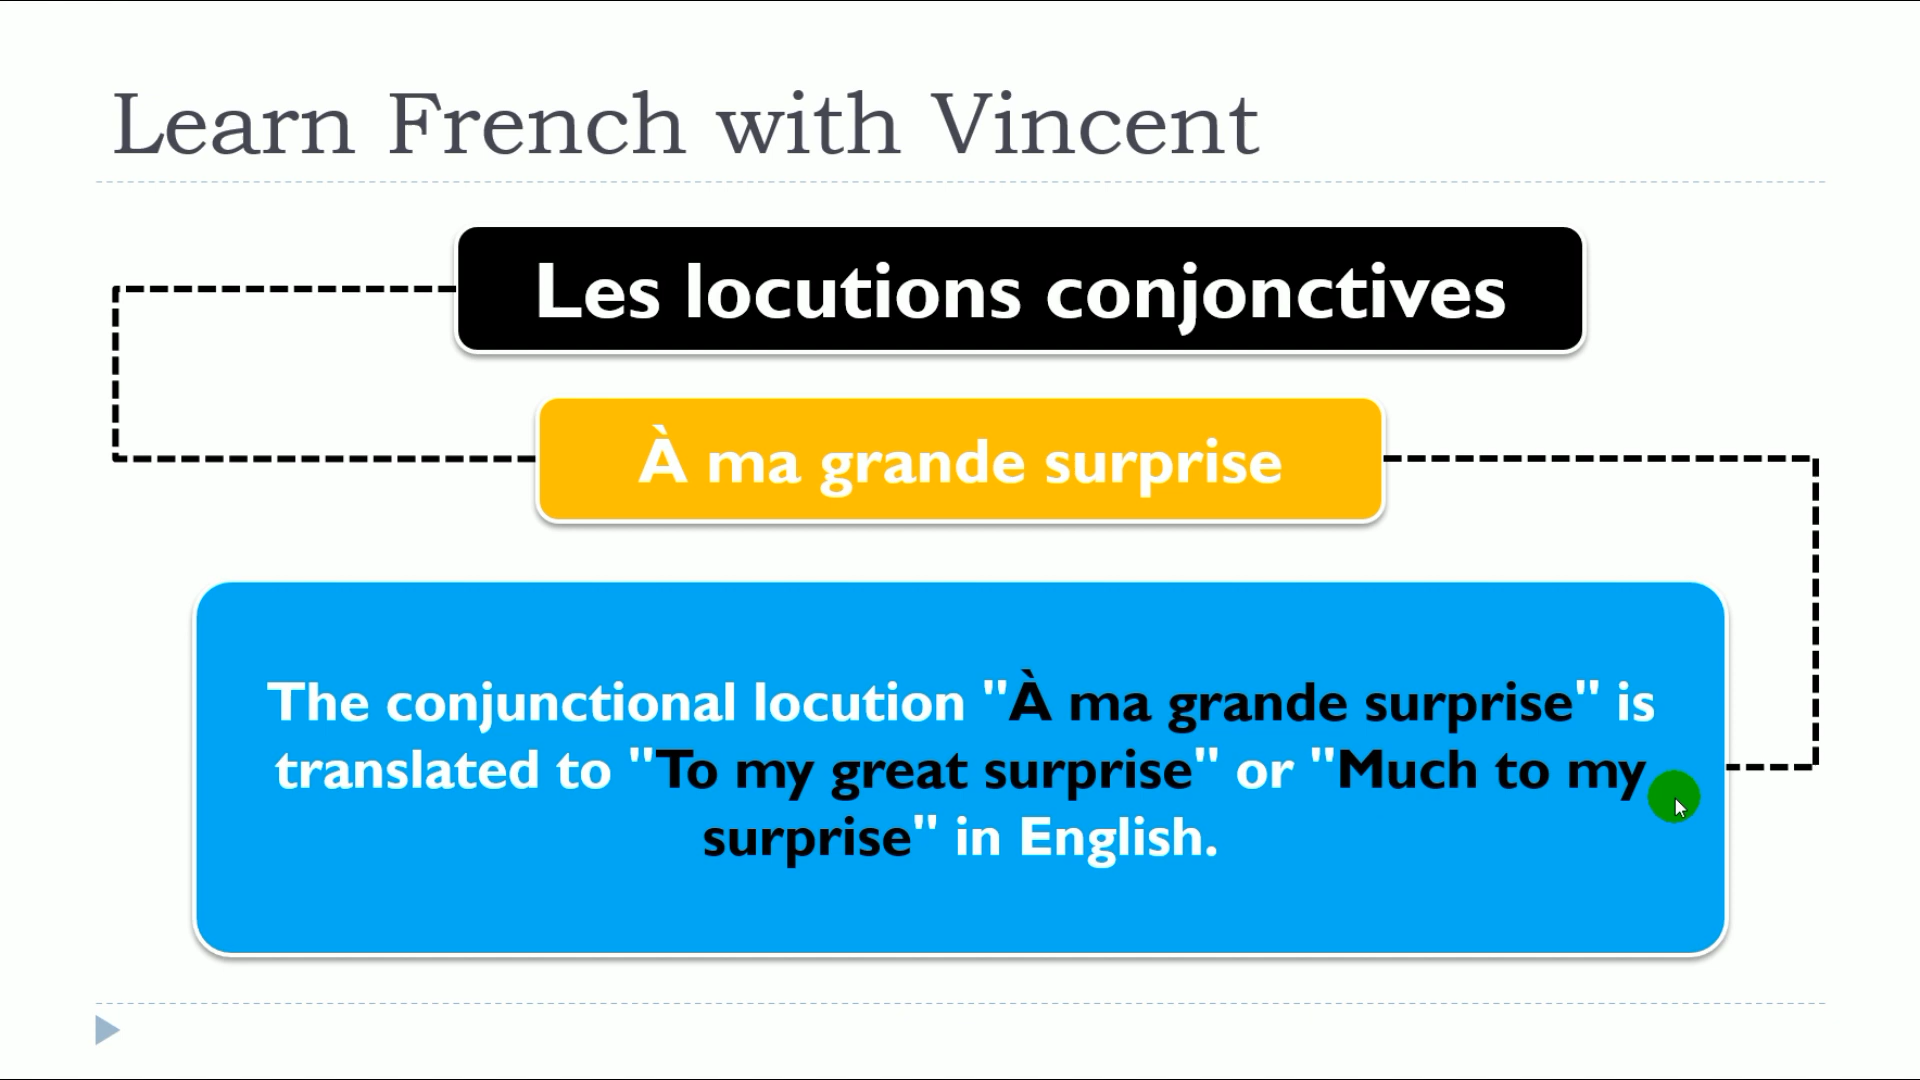 Learn French with Vincent
Les locutions conjonctives
À ma grande surprise
The conjunctional locution "À ma grande surprise" is
translated to "To my great surprise" or "Much to my
surprise" in English.